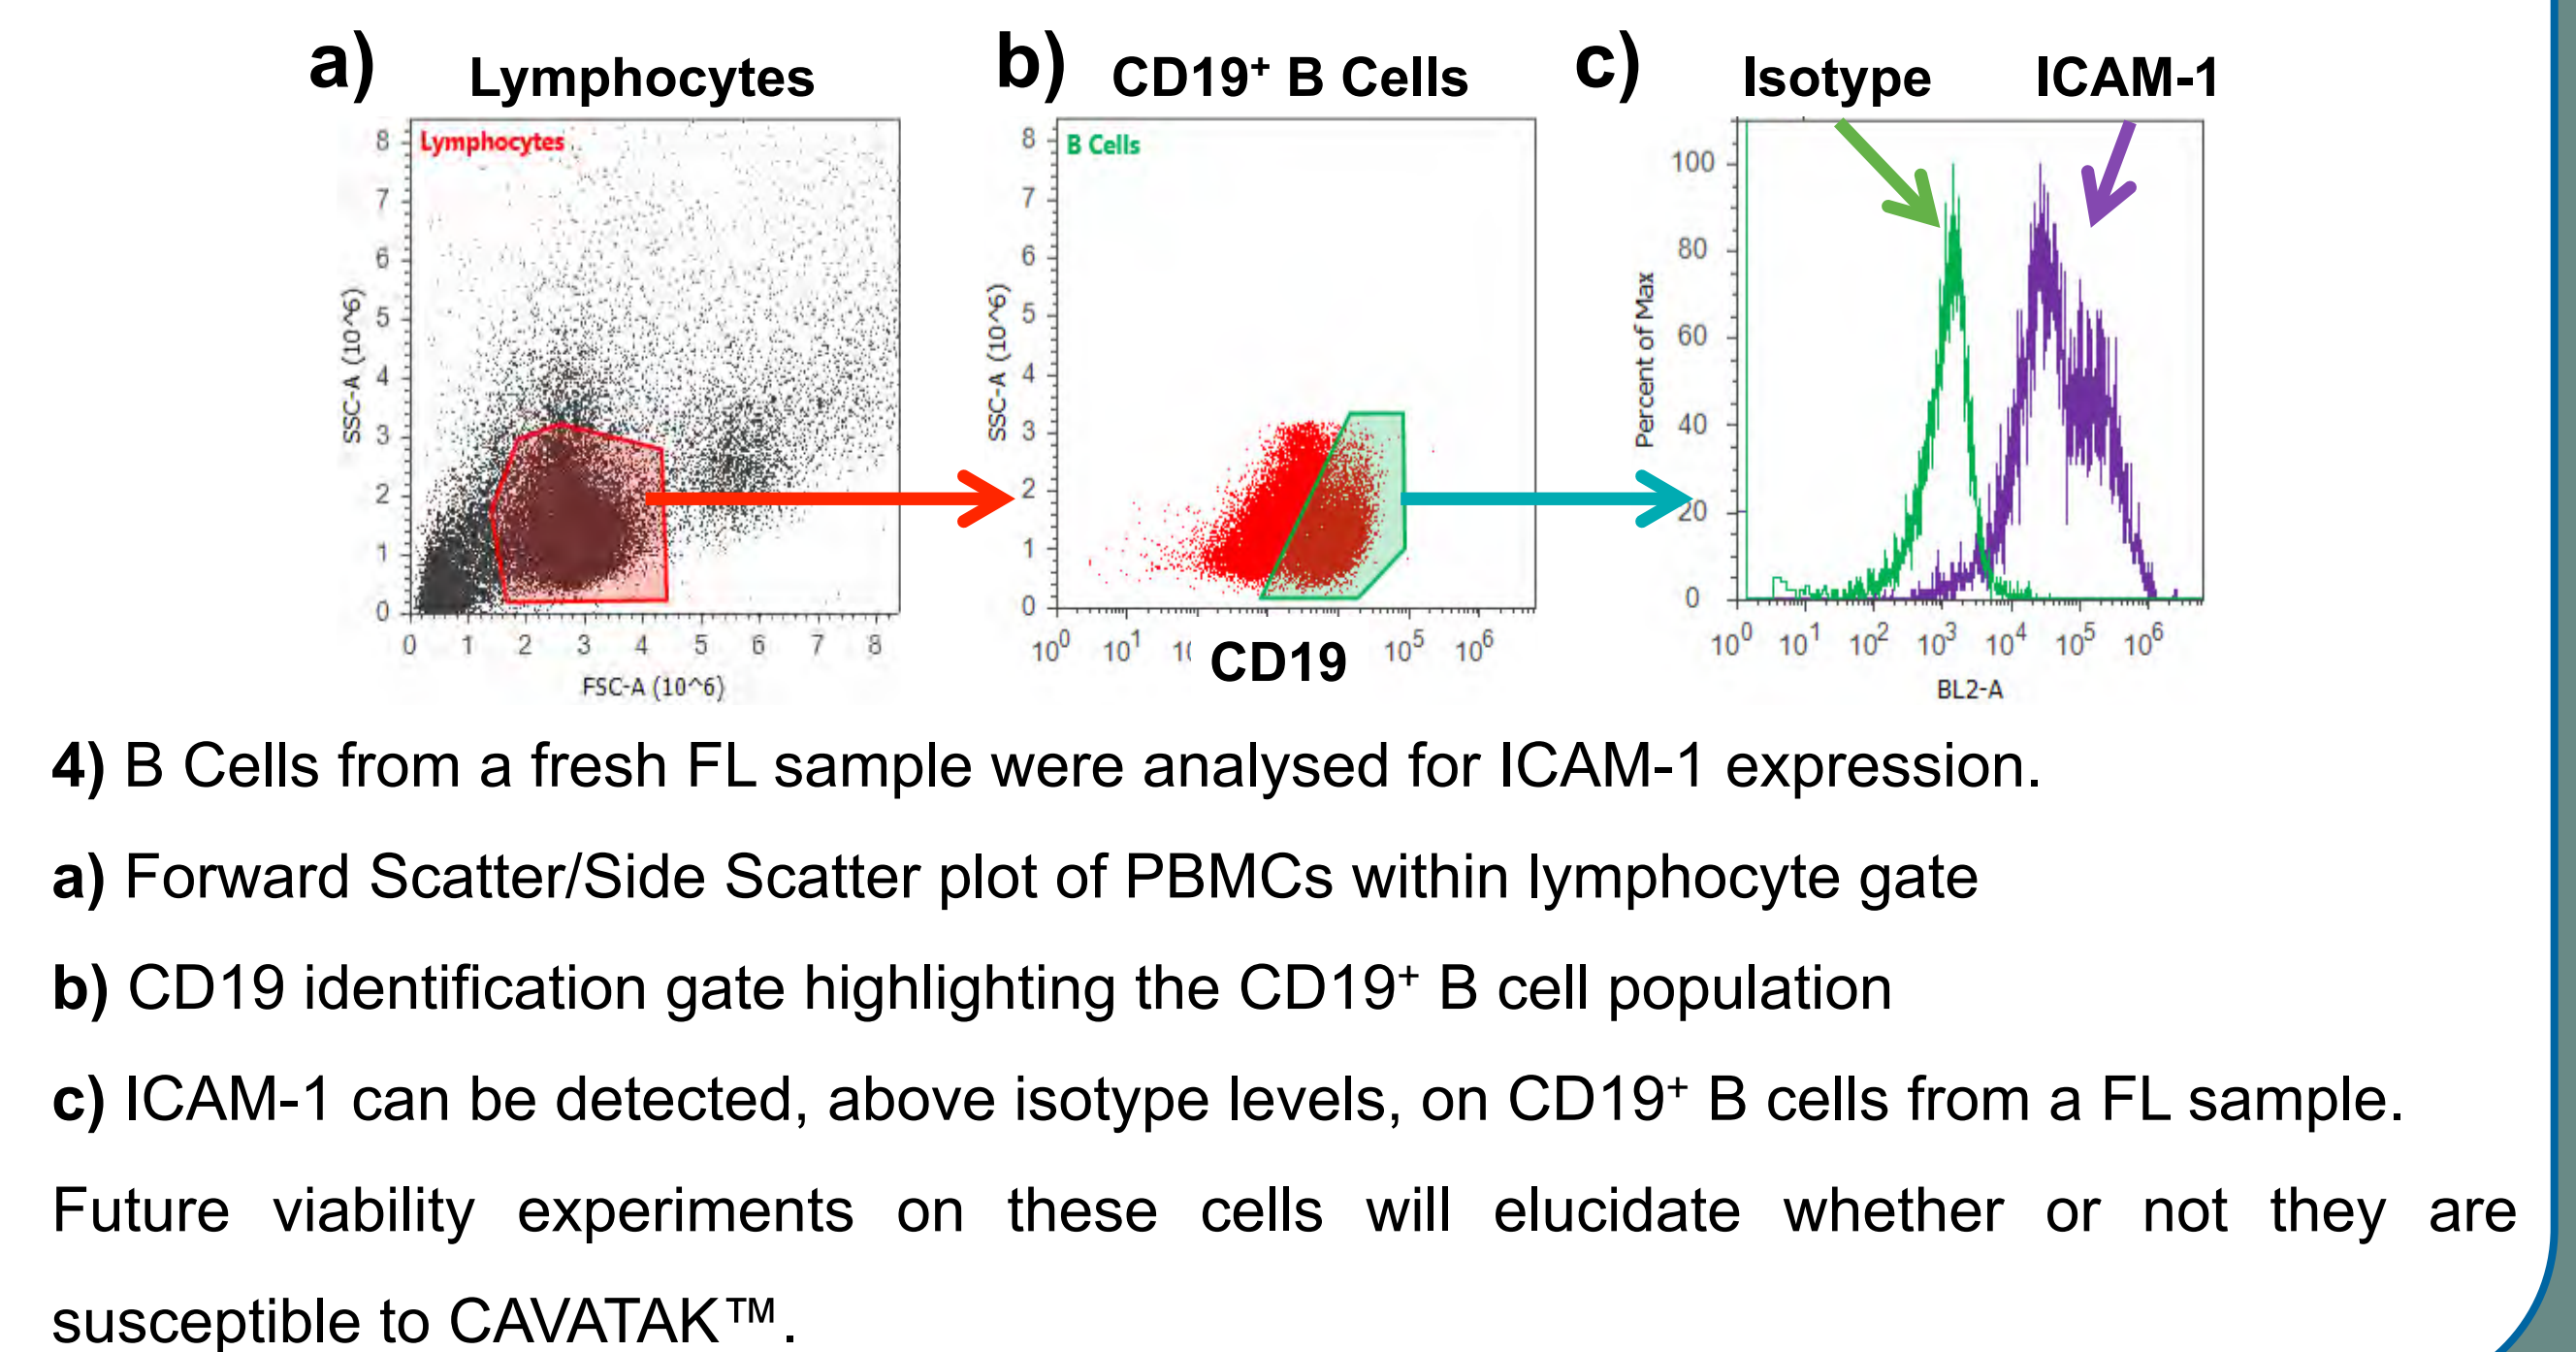 a) Lymphocytes b) CD19⁺ B Cells c) Isotype ICAM-1
Lymphocytes
8
7
6
5
4
3
2
1
0
SSC-A (10^6)
0 1 2 3 4 5 6 7 8
FSC-A (10^6)
B Cells
8
7
6
5
4
3
2
1
0
SSC-A (10^6)
10⁰ 10¹ 10⁵ 10⁶
CD19
100
80
60
40
20
0
Percent of Max
10⁰ 10¹ 10² 10³ 10⁴ 10⁵ 10⁶
BL2-A
4) B Cells from a fresh FL sample were analysed for ICAM-1 expression.
a) Forward Scatter/Side Scatter plot of PBMCs within lymphocyte gate
b) CD19 identification gate highlighting the CD19⁺ B cell population
c) ICAM-1 can be detected, above isotype levels, on CD19⁺ B cells from a FL sample.
Future viability experiments on these cells will elucidate whether or not they are
susceptible to CAVATAK™.